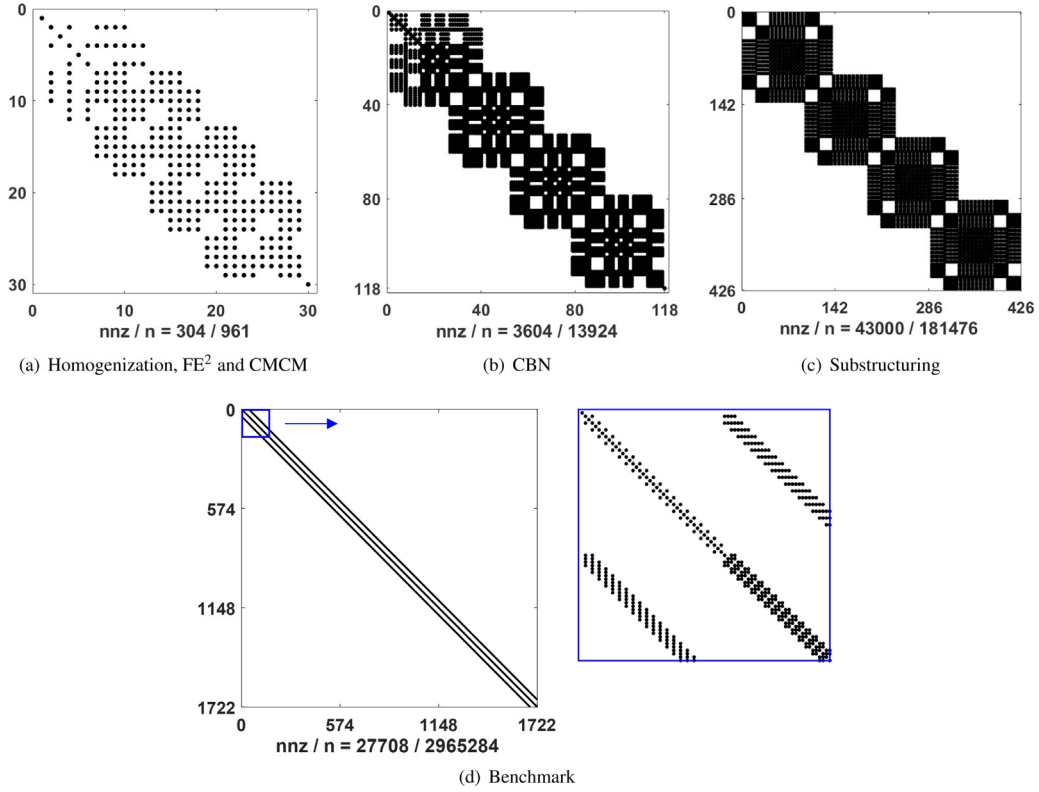 0
10
20
30
0 10 20 30
nnz / n = 304 / 961
(a) Homogenization, FE² and CMCM
0
40
80
118
0 40 80 118
nnz / n = 3604 / 13924
(b) CBN
0
142
286
426
0 142 286 426
nnz / n = 43000 / 181476
(c) Substructuring
0
574
1148
1722
0 574 1148 1722
nnz / n = 27708 / 2965284
(d) Benchmark